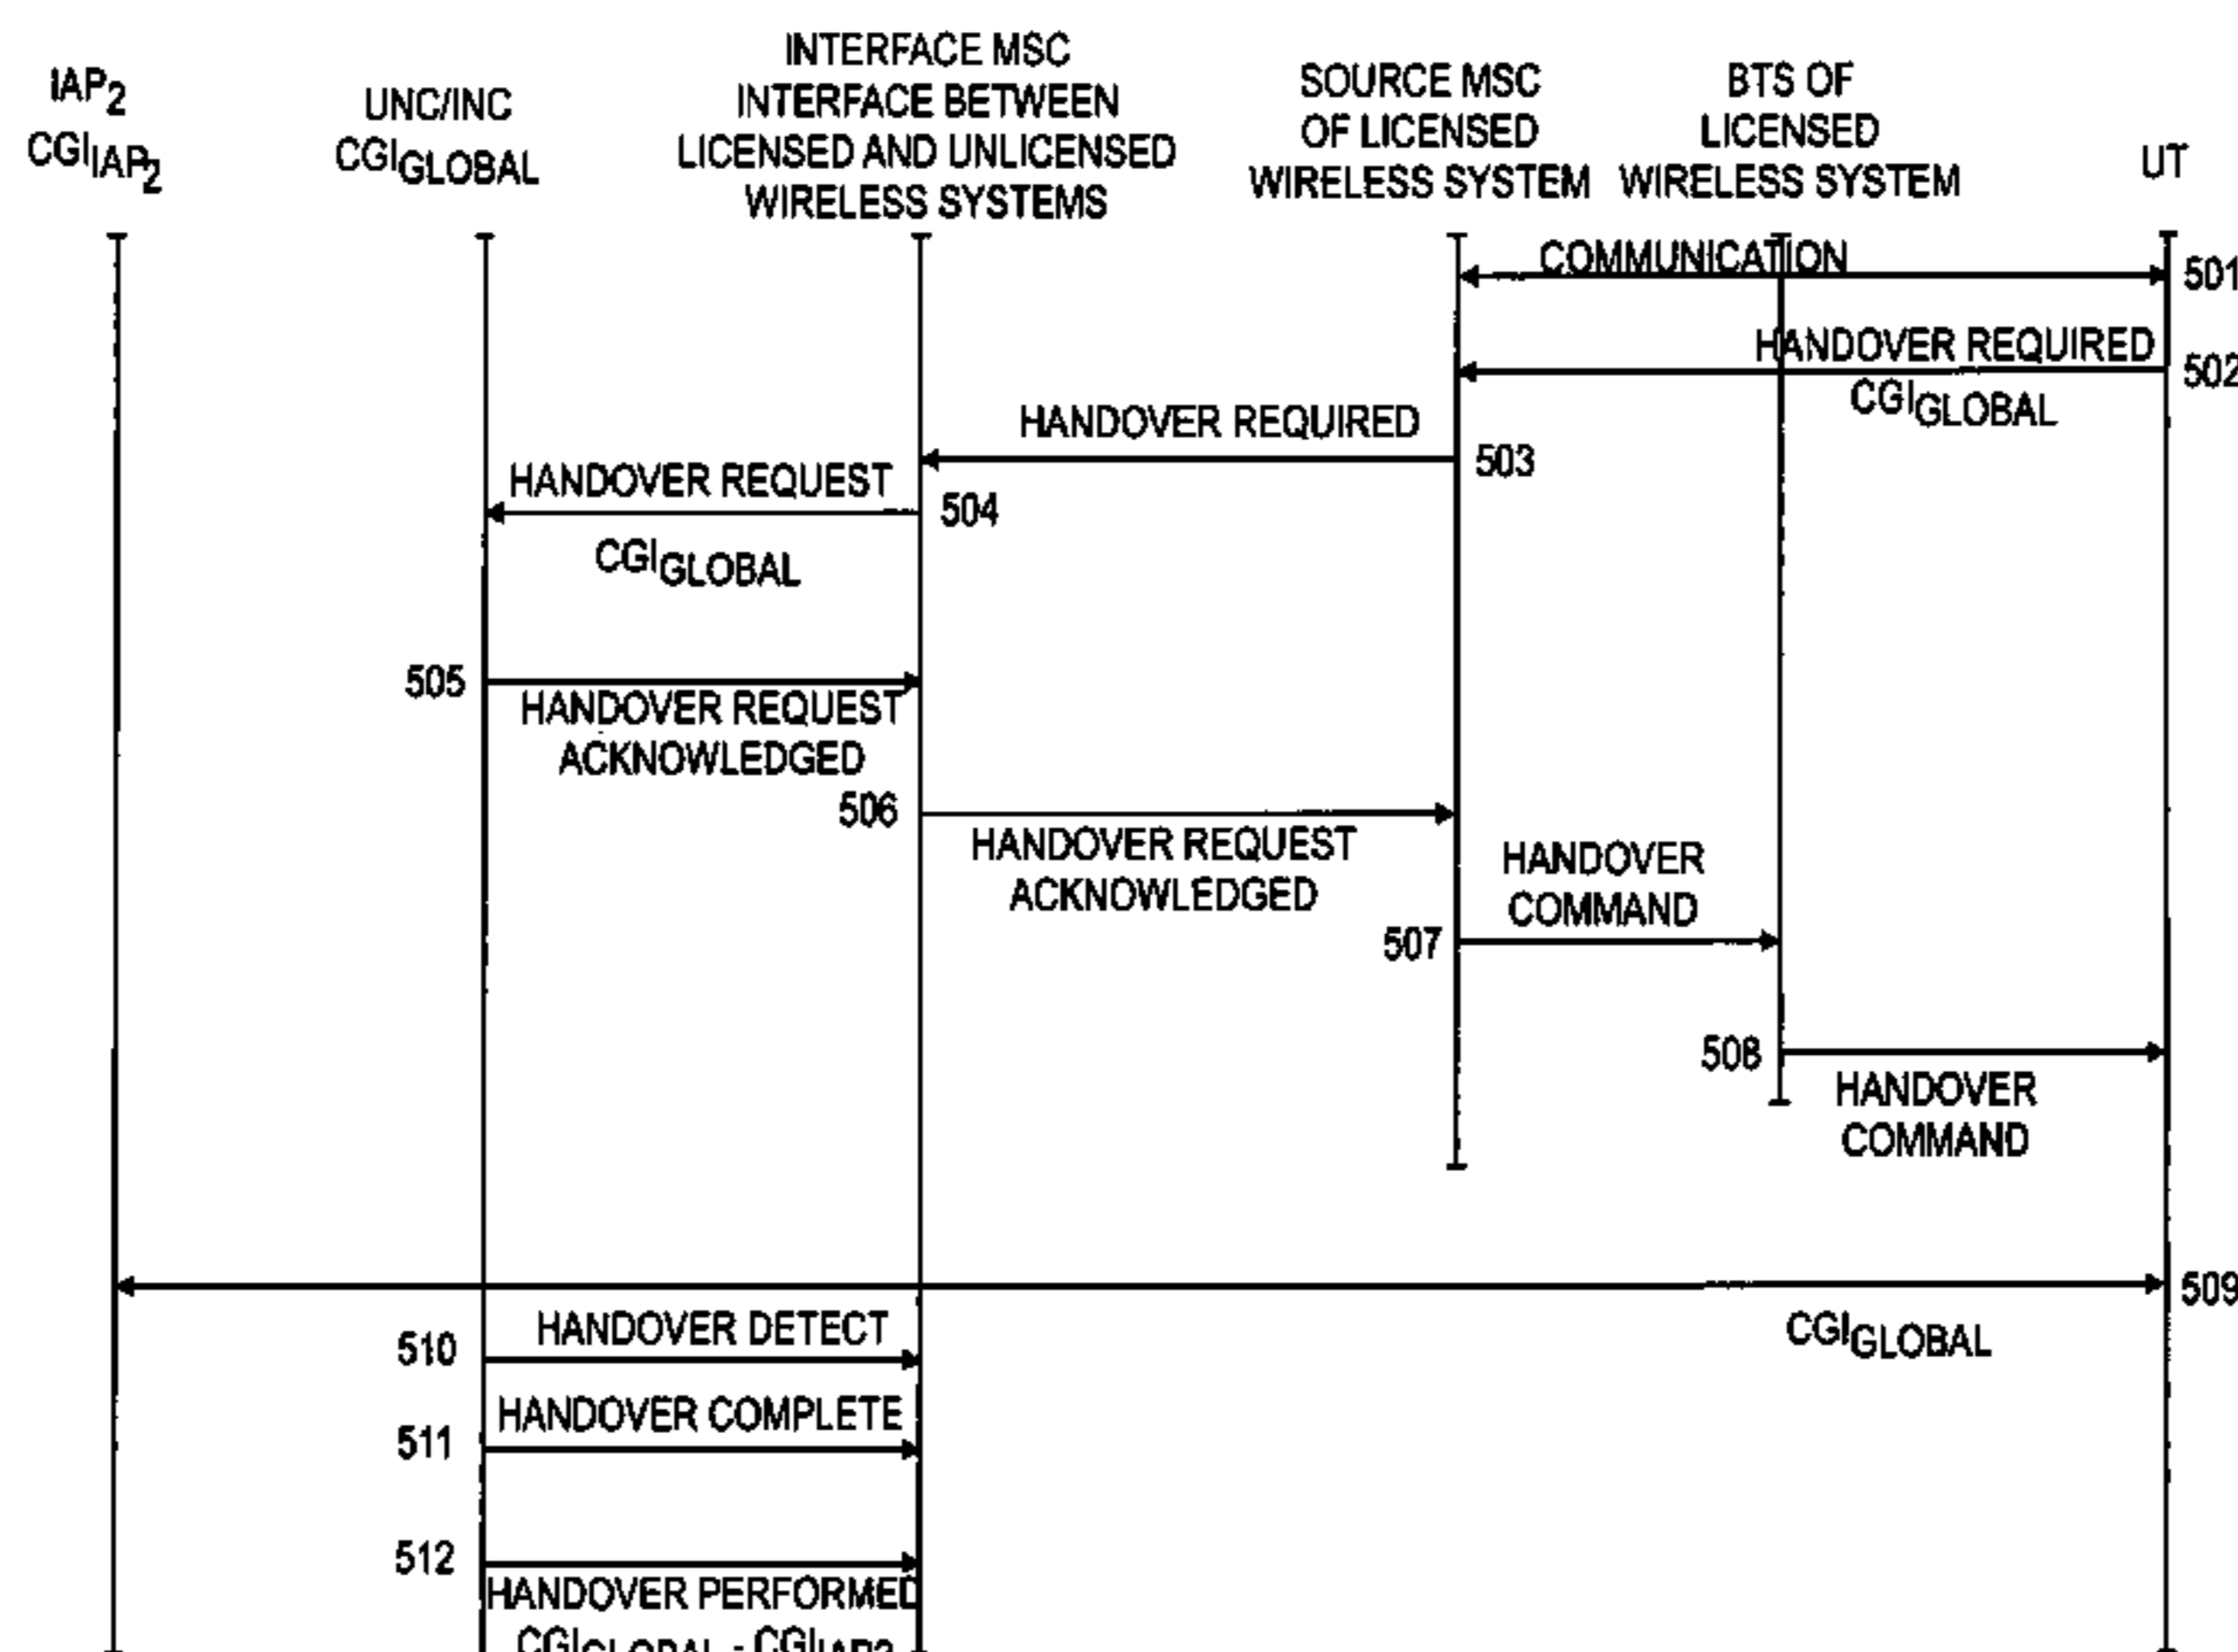 IAP2
CGIIAP2
UNC/INC
CGIGLOBAL
INTERFACE MSC
INTERFACE BETWEEN
LICENSED AND UNLICENSED
WIRELESS SYSTEMS
SOURCE MSC
OF LICENSED
WIRELESS SYSTEM
BTS OF
LICENSED
WIRELESS SYSTEM
UT
COMMUNICATION
501
HANDOVER REQUIRED
502
CGIGLOBAL
HANDOVER REQUIRED
503
HANDOVER REQUEST
504
CGIGLOBAL
505
HANDOVER REQUEST
ACKNOWLEDGED
506
HANDOVER REQUEST
ACKNOWLEDGED
HANDOVER
COMMAND
507
508
HANDOVER
COMMAND
509
CGIGLOBAL
HANDOVER DETECT
510
HANDOVER COMPLETE
511
512
HANDOVER PERFORMED
CGIGLOBAL - CGIIAP2